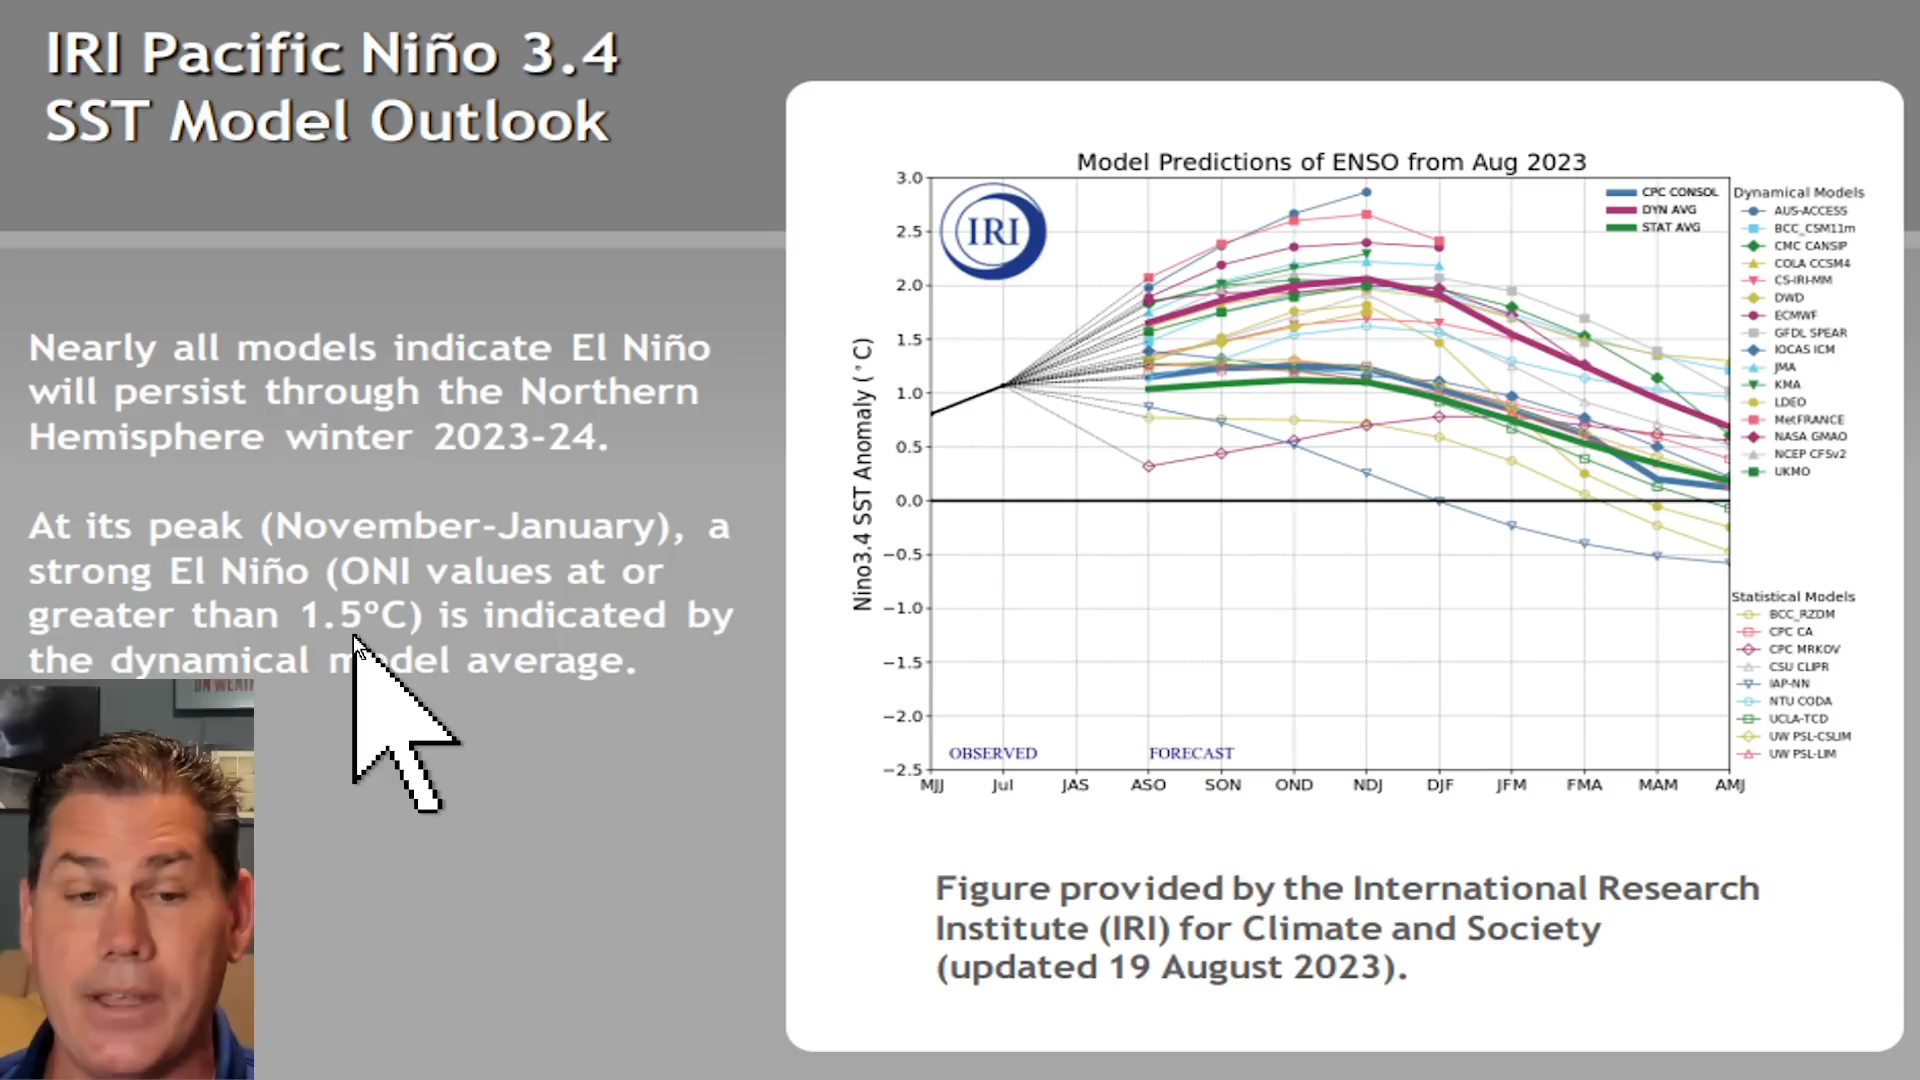 IRI Pacific Niño 3.4
SST Model Outlook
Nearly all models indicate El Niño
will persist through the Northern
Hemisphere winter 2023-24.
At its peak (November-January), a
strong El Niño (ONI values at or
greater than 1.5ºC) is indicated by
the dynamical model average.
Model Predictions of ENSO from Aug 2023
IRI
CPC CONSOL
DYN AVG
STAT AVG
Dynamical Models
AUS-ACCESS
BCC_CSM11m
CMC CANSIP
COLA CCSM4
CS-IRI-MM
DWD
ECMWF
GFDL SPEAR
IOCAS ICM
JMA
KMA
LDEO
MetFRANCE
NASA GMAO
NCEP CFSv2
UKMO
Statistical Models
BCC_RZDM
CPC CA
CPC MRKOV
CSU CLIPR
IAP-NN
NTU CODA
UCLA-TCD
UW PSL-CSLIM
UW PSL-LIM
Nino3.4 SST Anomaly (°C)
3.0
2.5
2.0
1.5
1.0
0.5
0.0
−0.5
−1.0
−1.5
−2.0
−2.5
OBSERVED FORECAST
MJJ Jul JAS ASO SON OND NDJ DJF JFM FMA MAM AMJ
Figure provided by the International Research
Institute (IRI) for Climate and Society
(updated 19 August 2023).